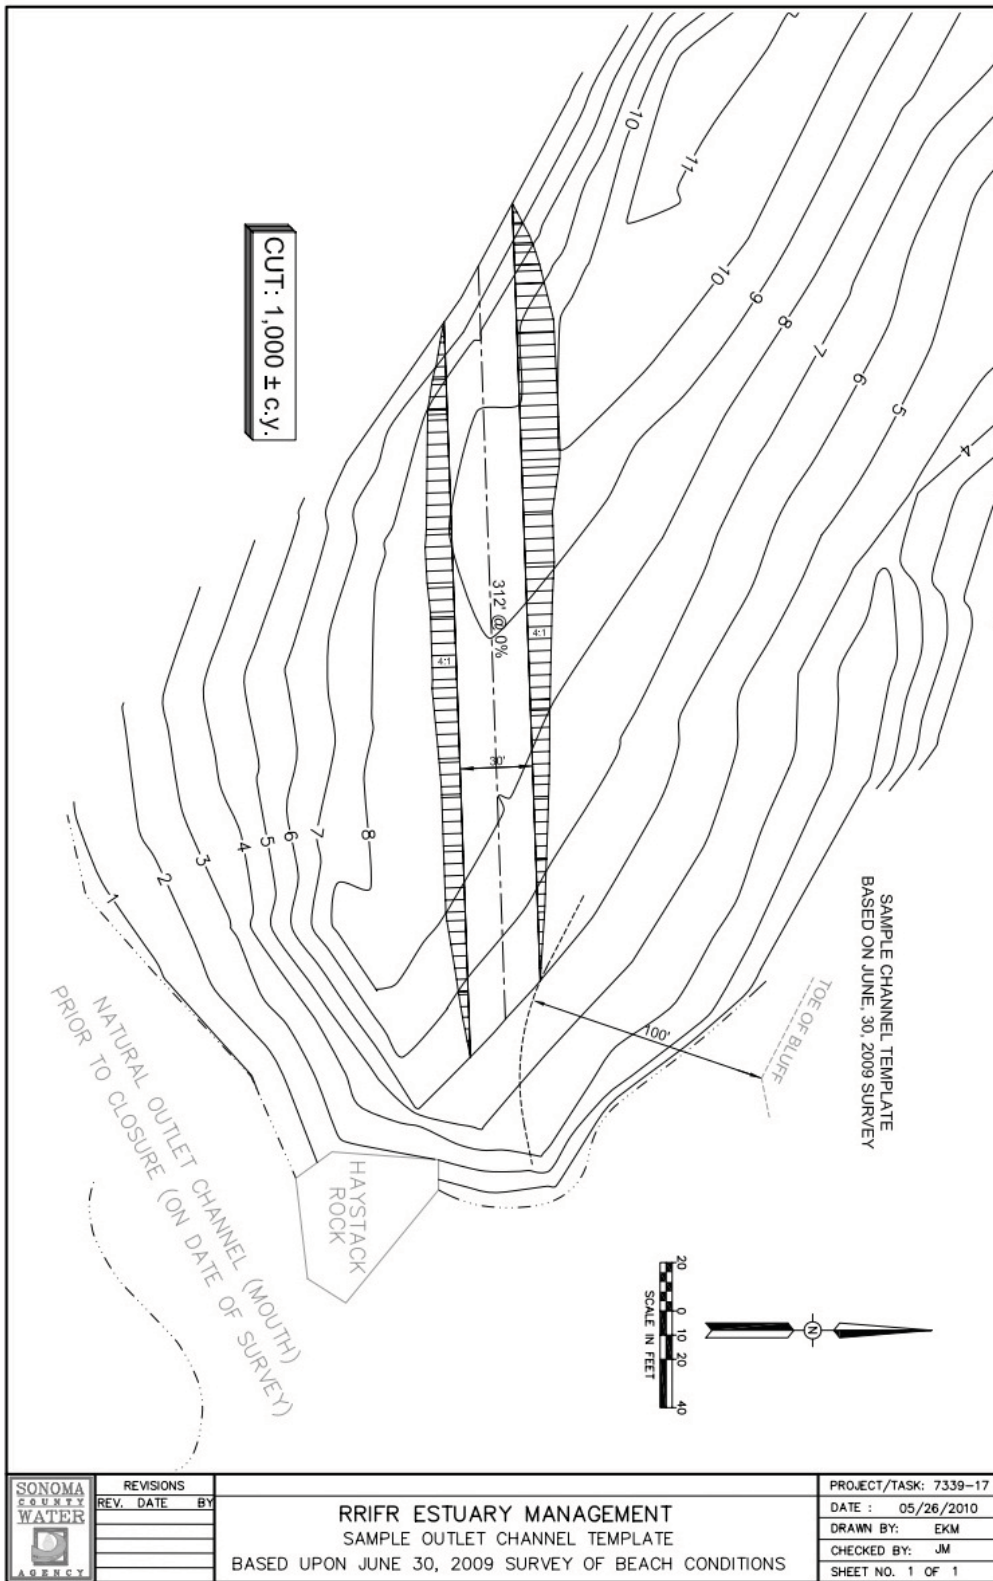 10
11
10
9
8
7
6
5
4
CUT: 1,000 ± c.y.
312' @ 0%
4:1
4:1
30'
8
7
6
5
4
3
2
1
SAMPLE CHANNEL TEMPLATE
BASED ON JUNE, 30, 2009 SURVEY
TOE OF BLUFF
100'
NATURAL OUTLET CHANNEL (MOUTH)
PRIOR TO CLOSURE (ON DATE OF SURVEY)
HAYSTACK
ROCK
20 0 10 20 40
SCALE IN FEET
N
SONOMA
COUNTY
WATER
AGENCY
REVISIONS
REV. DATE BY
RRIFR ESTUARY MANAGEMENT
SAMPLE OUTLET CHANNEL TEMPLATE
BASED UPON JUNE 30, 2009 SURVEY OF BEACH CONDITIONS
PROJECT/TASK: 7339-17
DATE : 05/26/2010
DRAWN BY: EKM
CHECKED BY: JM
SHEET NO. 1 OF 1